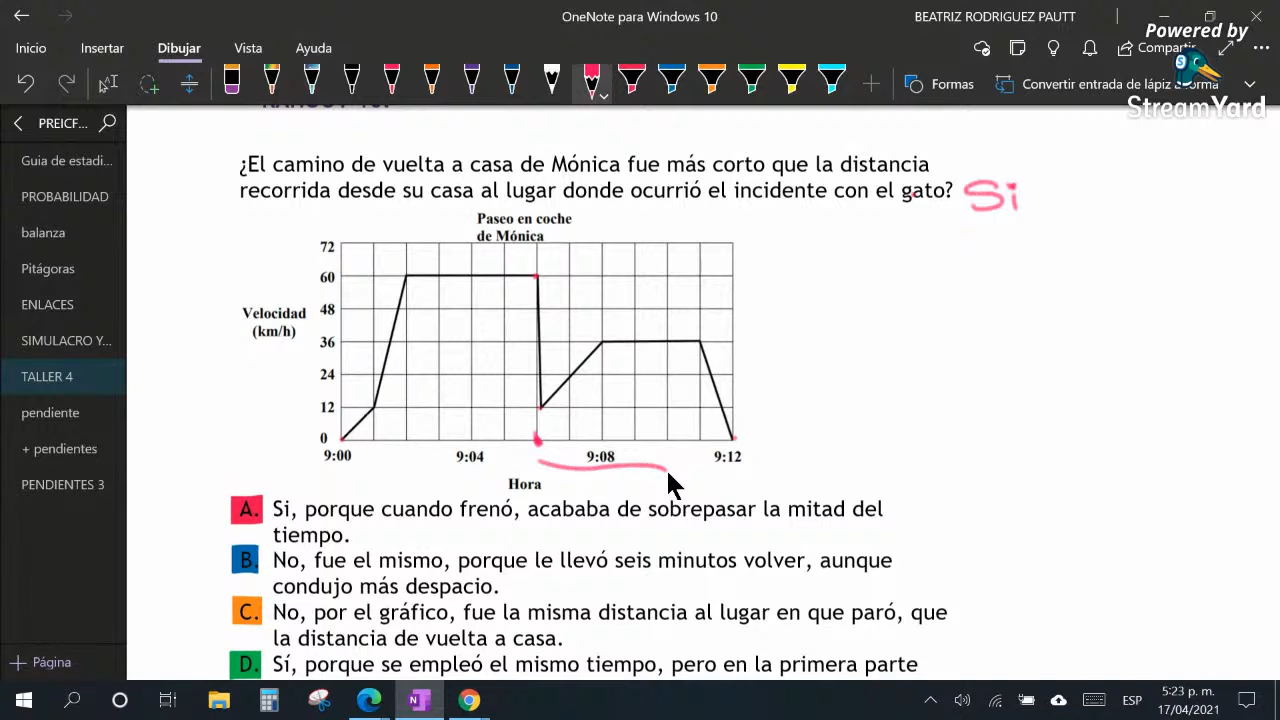 OneNote para Windows 10
BEATRIZ RODRIGUEZ PAUTT
Powered by
StreamYard
Inicio
Insertar
Dibujar
Vista
Ayuda
Compartir
Formas
Convertir entrada de lápiz a forma
PREICF...
Guia de estadi...
PROBABILIDAD
balanza
Pitágoras
ENLACES
SIMULACRO Y...
TALLER 4
pendiente
+ pendientes
PENDIENTES 3
Página
¿El camino de vuelta a casa de Mónica fue más corto que la distancia
recorrida desde su casa al lugar donde ocurrió el incidente con el gato?
Si
Paseo en coche
de Mónica
72
60
48
36
24
12
0
Velocidad
(km/h)
9:00
9:04
9:08
9:12
Hora
A. Si, porque cuando frenó, acababa de sobrepasar la mitad del
tiempo.
B. No, fue el mismo, porque le llevó seis minutos volver, aunque
condujo más despacio.
C. No, por el gráfico, fue la misma distancia al lugar en que paró, que
la distancia de vuelta a casa.
D. Sí, porque se empleó el mismo tiempo, pero en la primera parte
ESP
5:23 p. m.
17/04/2021